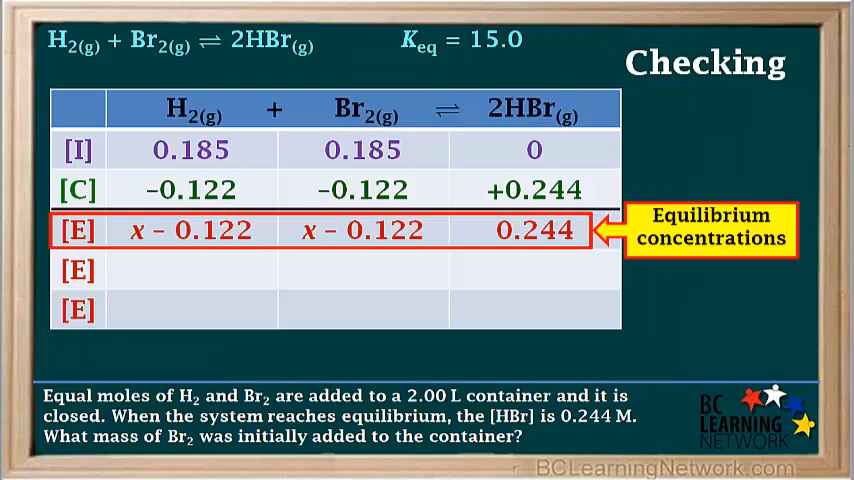 H₂(g) + Br₂(g) ⇌ 2HBr(g) Keq = 15.0
Checking
H₂(g) + Br₂(g) ⇌ 2HBr(g)
[I] 0.185 0.185 0
[C] –0.122 –0.122 +0.244
[E] x – 0.122 x – 0.122 0.244
Equilibrium
concentrations
[E]
[E]
Equal moles of H₂ and Br₂ are added to a 2.00 L container and it is
closed. When the system reaches equilibrium, the [HBr] is 0.244 M.
What mass of Br₂ was initially added to the container?
BC
LEARNING
NETWORK
r BCLearningNetwork.com